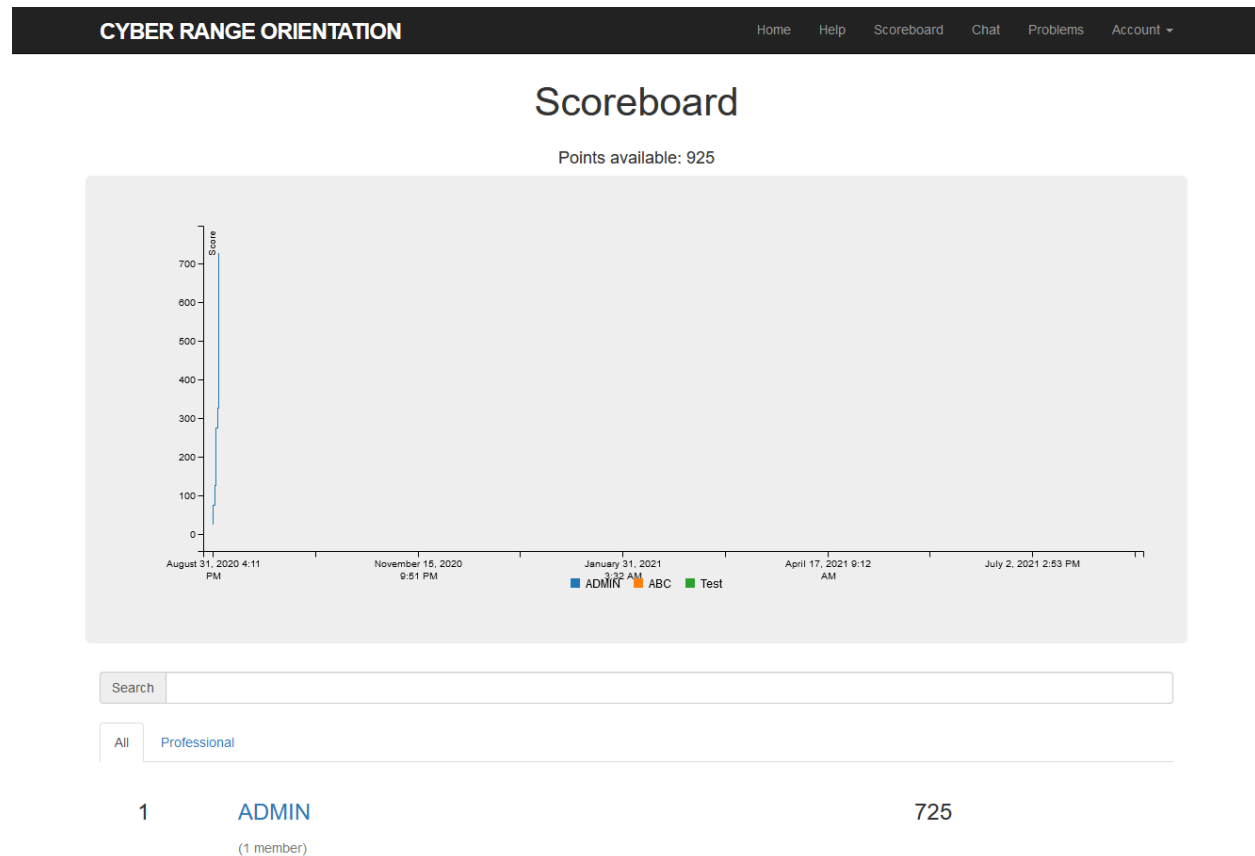 CYBER RANGE ORIENTATION Home Help Scoreboard Chat Problems Account
Scoreboard
Points available: 925
Score
700
600
500
400
300
200
100
0
August 31, 2020 4:11 PM
November 15, 2020 9:51 PM
January 31, 2021 3:32 AM
April 17, 2021 9:12 AM
July 2, 2021 2:53 PM
ADMIN ABC Test
Search
All Professional
1 ADMIN 725
(1 member)